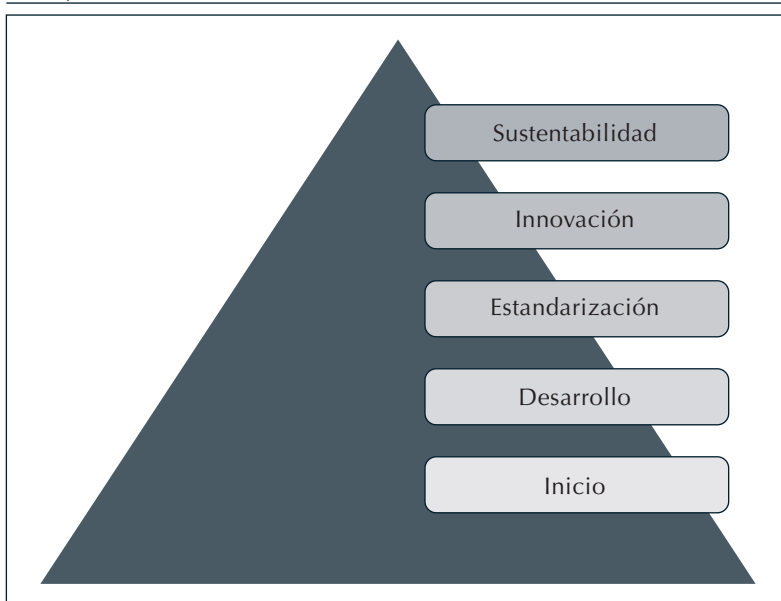 Sustentabilidad
Innovación
Estandarización
Desarrollo
Inicio